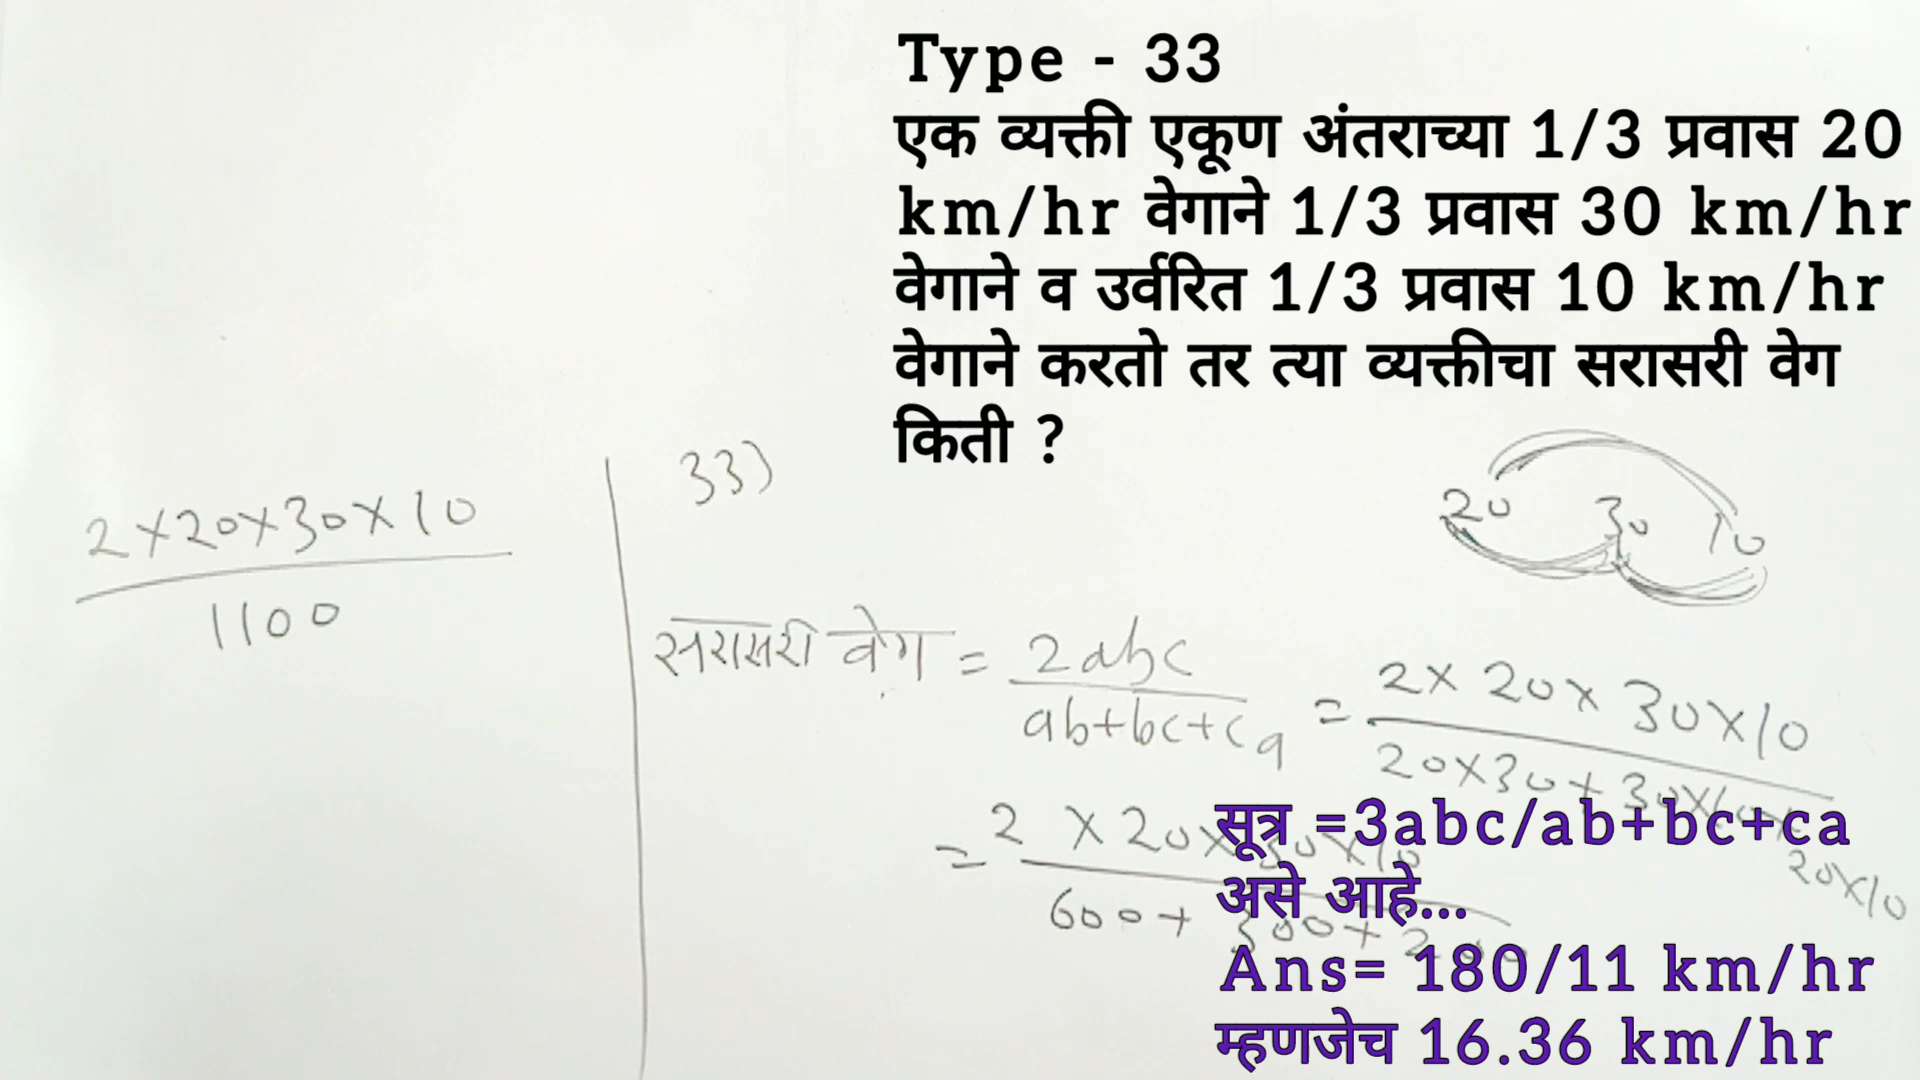 Type - 33
एक व्यक्ती एकूण अंतराच्या 1/3 प्रवास 20
km/hr वेगाने 1/3 प्रवास 30 km/hr
वेगाने व उर्वरित 1/3 प्रवास 10 km/hr
वेगाने करतो तर त्या व्यक्तीचा सरासरी वेग
किती ?
2×20×30×10
1100
33)
20 30 10
सरासरी वेग = 2abc
ab+bc+ca
= 2×20×30×10
20×30+30×10+
20×10
= 2×20×30×10
600+300+200
सूत्र =3abc/ab+bc+ca
असे आहे...
Ans= 180/11 km/hr
म्हणजेच 16.36 km/hr